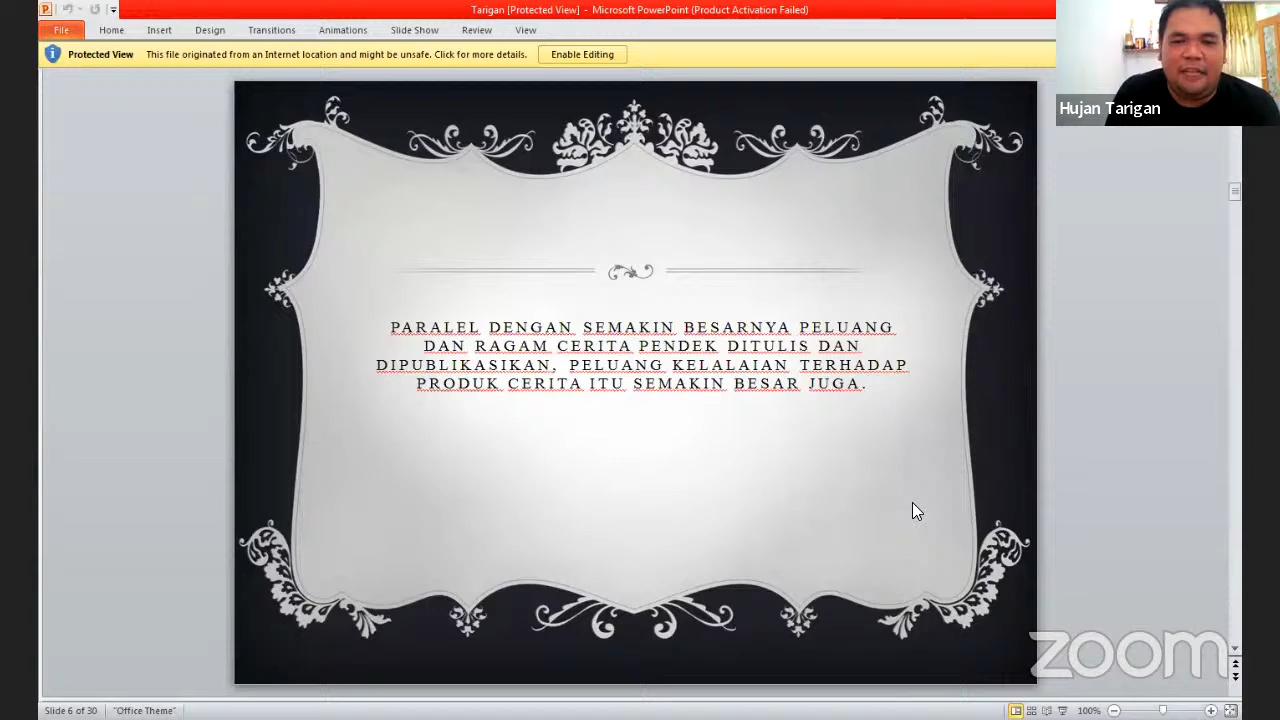 Tarigan [Protected View] - Microsoft PowerPoint (Product Activation Failed)
File Home Insert Design Transitions Animations Slide Show Review View
Protected View This file originated from an Internet location and might be unsafe. Click for more details. Enable Editing
Hujan Tarigan
PARALEL DENGAN SEMAKIN BESARNYA PELUANG
DAN RAGAM CERITA PENDEK DITULIS DAN
DIPUBLIKASIKAN, PELUANG KELALAIAN TERHADAP
PRODUK CERITA ITU SEMAKIN BESAR JUGA.
zoom
Slide 6 of 30 "Office Theme" 100%